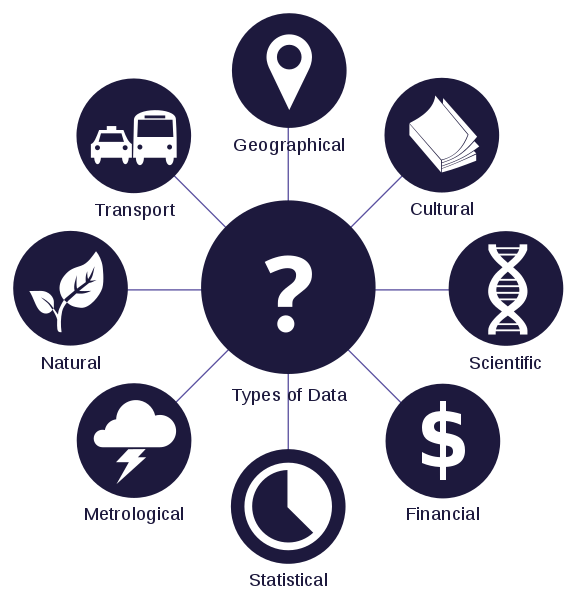 Geographical
Transport
Cultural
?
Natural
Scientific
Types of Data
$
Metrological
Financial
Statistical